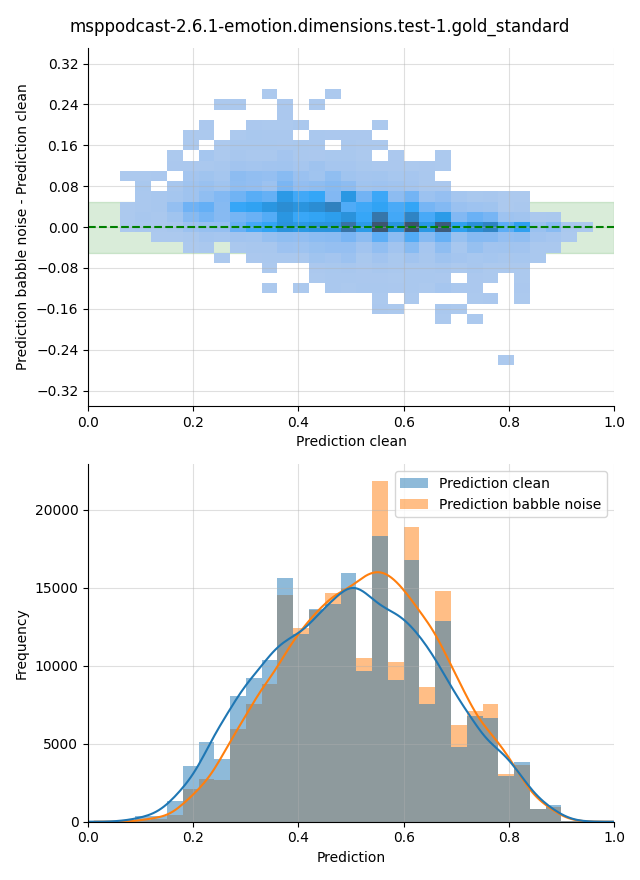 msppodcast-2.6.1-emotion.dimensions.test-1.gold_standard
Prediction babble noise - Prediction clean
0.32
0.24
0.16
0.08
0.00
−0.08
−0.16
−0.24
−0.32
0.0 0.2 0.4 0.6 0.8 1.0
Prediction clean
Frequency
20000
15000
10000
5000
0
Prediction clean
Prediction babble noise
0.0 0.2 0.4 0.6 0.8 1.0
Prediction